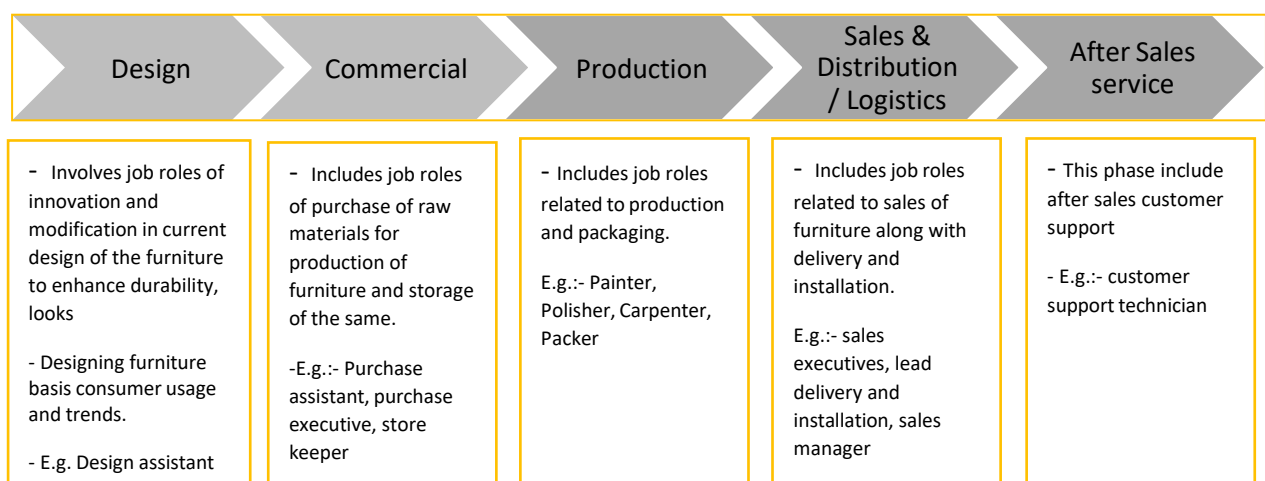 Design
Commercial
Production
Sales &
Distribution
/ Logistics
After Sales
service
- Involves job roles of
innovation and
modification in current
design of the furniture
to enhance durability,
looks
- Designing furniture
basis consumer usage
and trends.
- E.g. Design assistant
- Includes job roles
of purchase of raw
materials for
production of
furniture and storage
of the same.
-E.g.:- Purchase
assistant, purchase
executive, store
keeper
- Includes job roles
related to production
and packaging.
E.g.:- Painter,
Polisher, Carpenter,
Packer
- Includes job roles
related to sales of
furniture along with
delivery and
installation.
E.g.:- sales
executives, lead
delivery and
installation, sales
manager
- This phase include
after sales customer
support
- E.g.:- customer
support technician